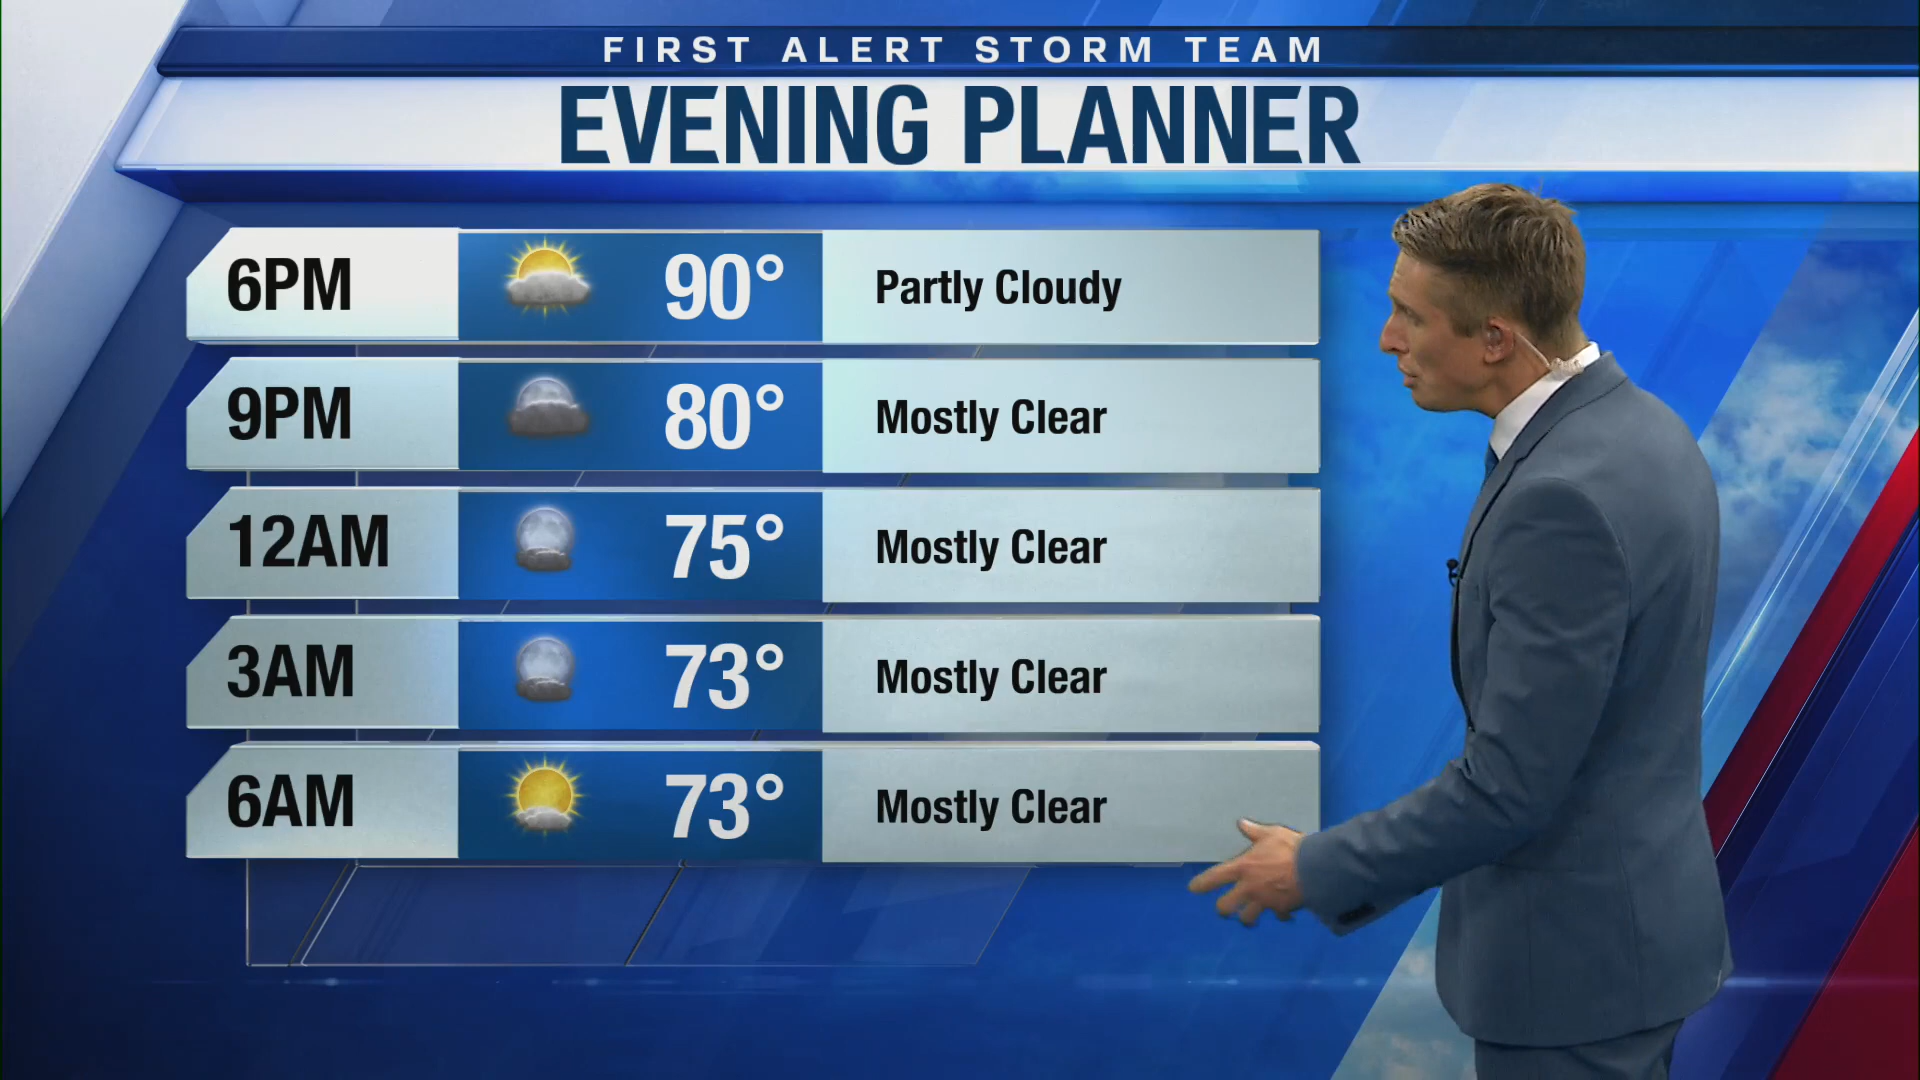 FIRST ALERT STORM TEAM
EVENING PLANNER
6PM 90° Partly Cloudy
9PM 80° Mostly Clear
12AM 75° Mostly Clear
3AM 73° Mostly Clear
6AM 73° Mostly Clear